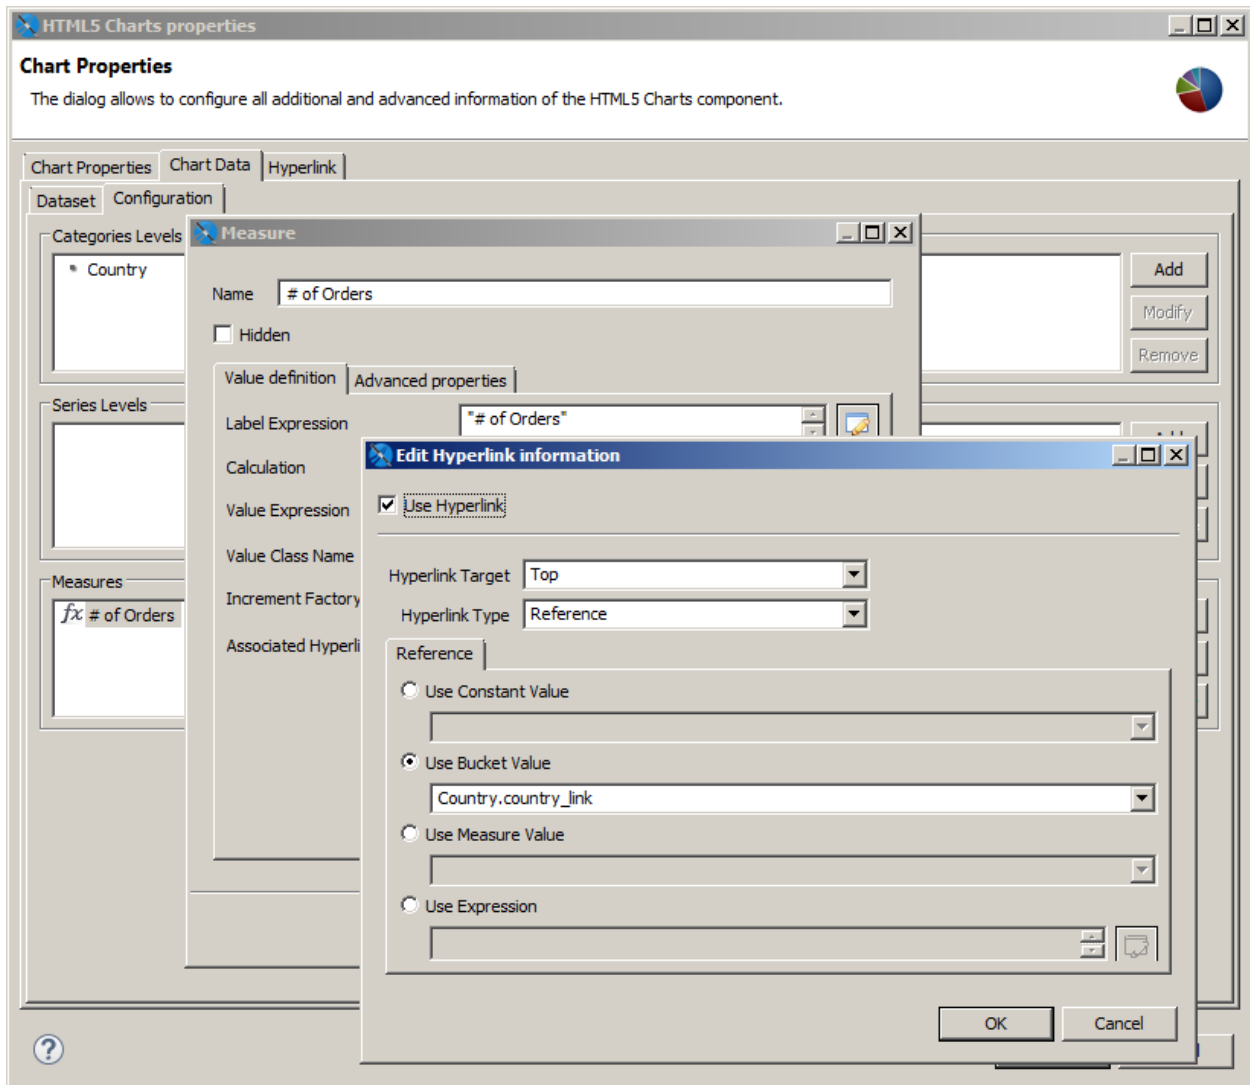 HTML5 Charts properties
Chart Properties
The dialog allows to configure all additional and advanced information of the HTML5 Charts component.
Chart Properties Chart Data Hyperlink
Dataset Configuration
Categories Levels
Country
Add
Modify
Remove
Measure
Name # of Orders
Hidden
Value definition Advanced properties
Label Expression "# of Orders"
Calculation
Value Expression
Value Class Name
Increment Factory
Associated Hyperli
Series Levels
Measures
fx # of Orders
Edit Hyperlink information
Use Hyperlink
Hyperlink Target Top
Hyperlink Type Reference
Reference
Use Constant Value
Use Bucket Value
Country.country_link
Use Measure Value
Use Expression
OK Cancel
?